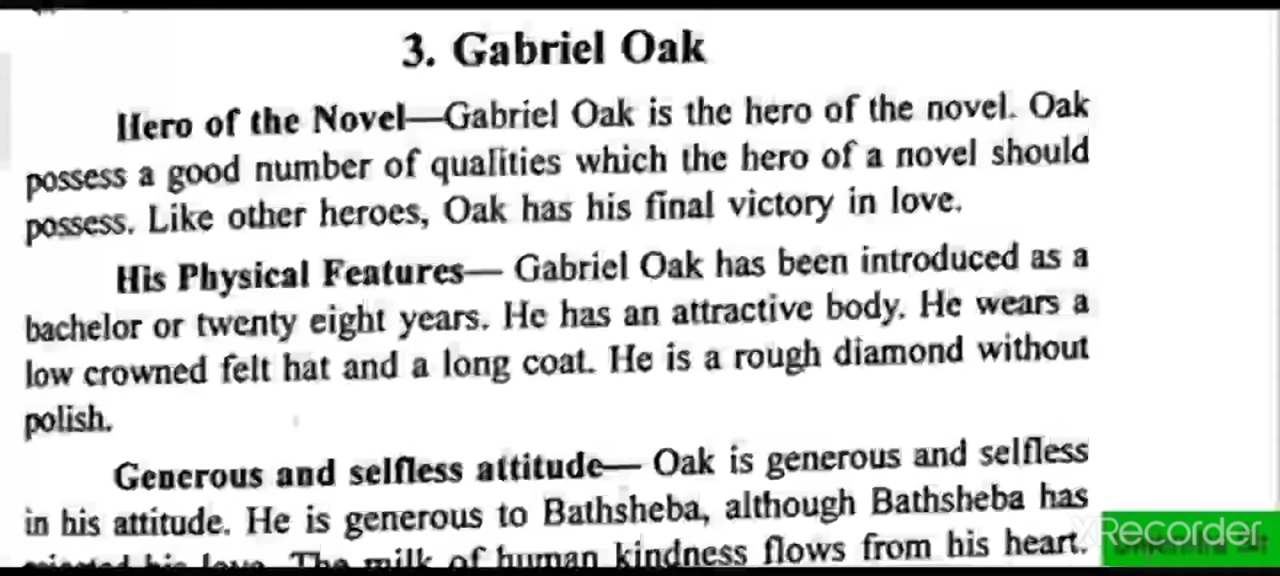 3. Gabriel Oak
Hero of the Novel—Gabriel Oak is the hero of the novel. Oak
possess a good number of qualities which the hero of a novel should
possess. Like other heroes, Oak has his final victory in love.
His Physical Features— Gabriel Oak has been introduced as a
bachelor or twenty eight years. He has an attractive body. He wears a
low crowned felt hat and a long coat. He is a rough diamond without
polish.
Generous and selfless attitude— Oak is generous and selfless
in his attitude. He is generous to Bathsheba, although Bathsheba has
his love. The milk of human kindness flows from his heart.
XRecorder